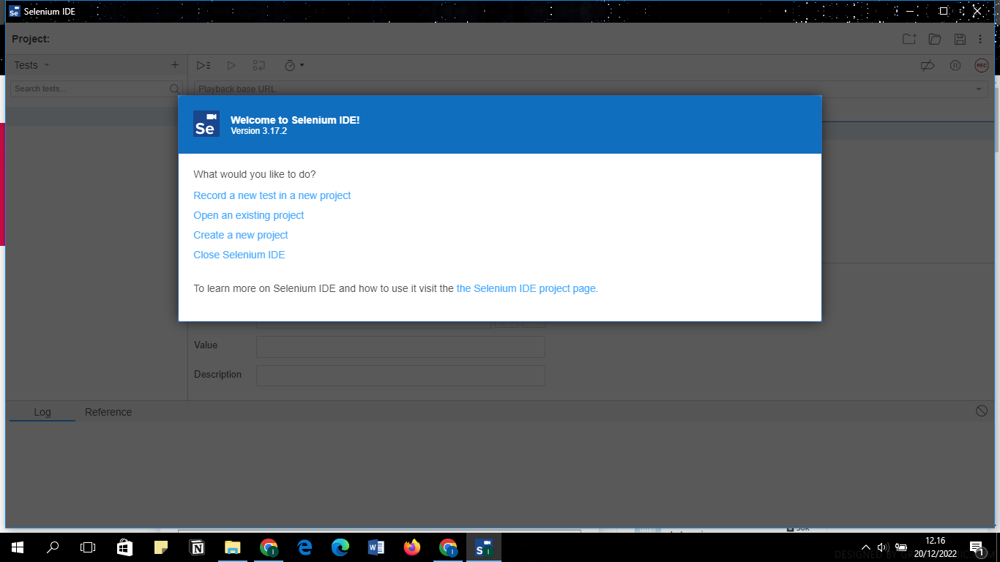 Se Selenium IDE
Project:
Tests
REC
Search tests...
Playback base URL
Se
Welcome to Selenium IDE!
Version 3.17.2
What would you like to do?
Record a new test in a new project
Open an existing project
Create a new project
Close Selenium IDE
To learn more on Selenium IDE and how to use it visit the the Selenium IDE project page.
Value
Description
Log Reference
12.16
20/12/2022
1